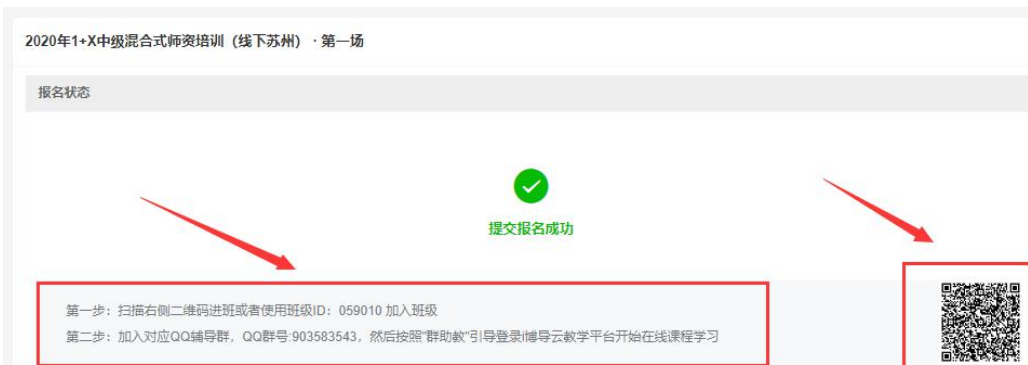 2020年1+X中级混合式师资培训（线下苏州）·第一场
报名状态
提交报名成功
第一步：扫描右侧二维码进班或者使用班级ID：059010 加入班级
第二步：加入对应QQ辅导群，QQ群号:903583543，然后按照"群助教"引导登录i博导云教学平台开始在线课程学习